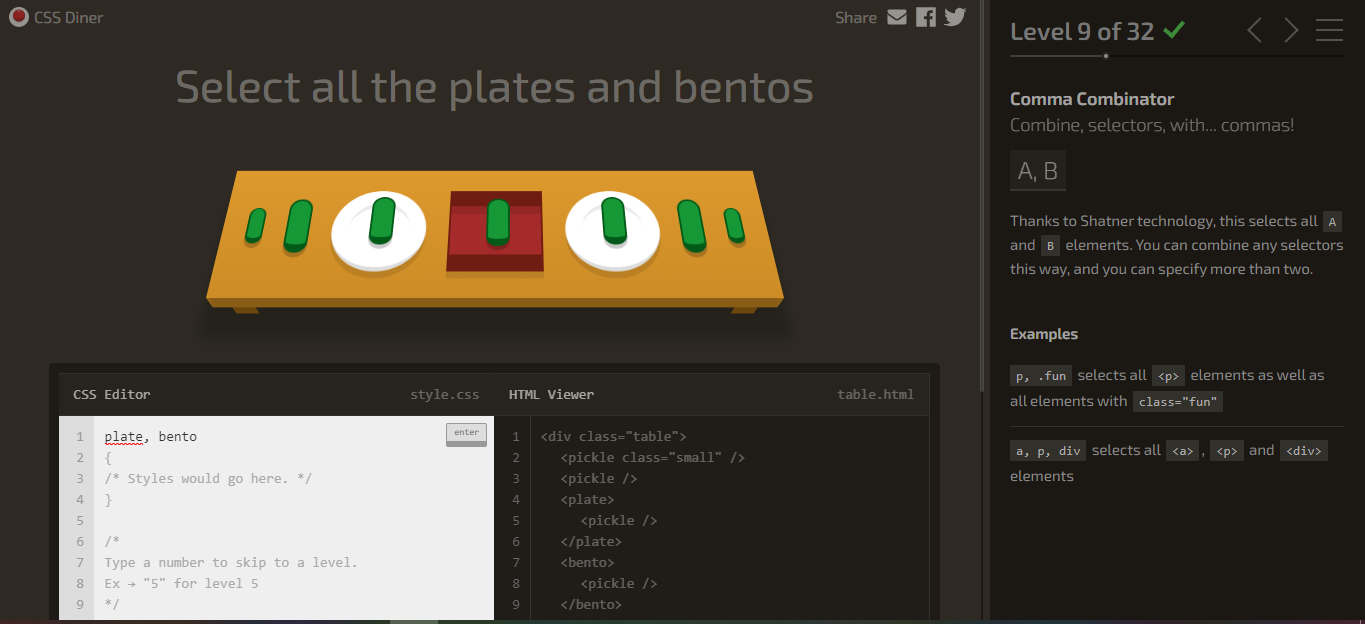 CSS Diner
Share
Select all the plates and bentos
CSS Editor
style.css
HTML Viewer
table.html
1 plate, bento
enter
2 {
3 /* Styles would go here. */
4 }
5
6 /*
7 Type a number to skip to a level.
8 Ex → "5" for level 5
9 */
1 <div class="table">
2 <pickle class="small" />
3 <pickle />
4 <plate>
5 <pickle />
6 </plate>
7 <bento>
8 <pickle />
9 </bento>
Level 9 of 32
Comma Combinator
Combine, selectors, with... commas!
A, B
Thanks to Shatner technology, this selects all A
and B elements. You can combine any selectors
this way, and you can specify more than two.
Examples
p, .fun selects all <p> elements as well as
all elements with class="fun"
a, p, div selects all <a>, <p> and <div>
elements